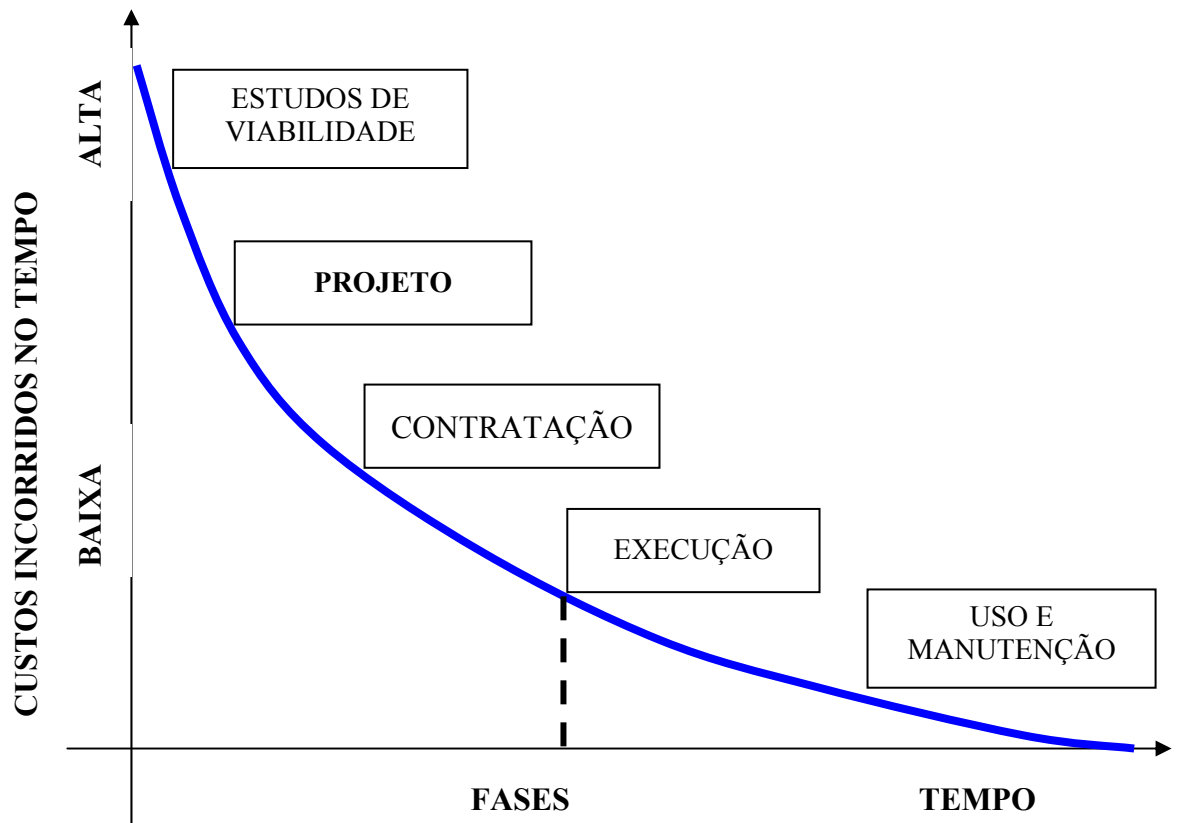 CUSTOS INCORRIDOS NO TEMPO
ALTA
BAIXA
ESTUDOS DE
VIABILIDADE
PROJETO
CONTRATAÇÃO
EXECUÇÃO
USO E
MANUTENÇÃO
FASES
TEMPO